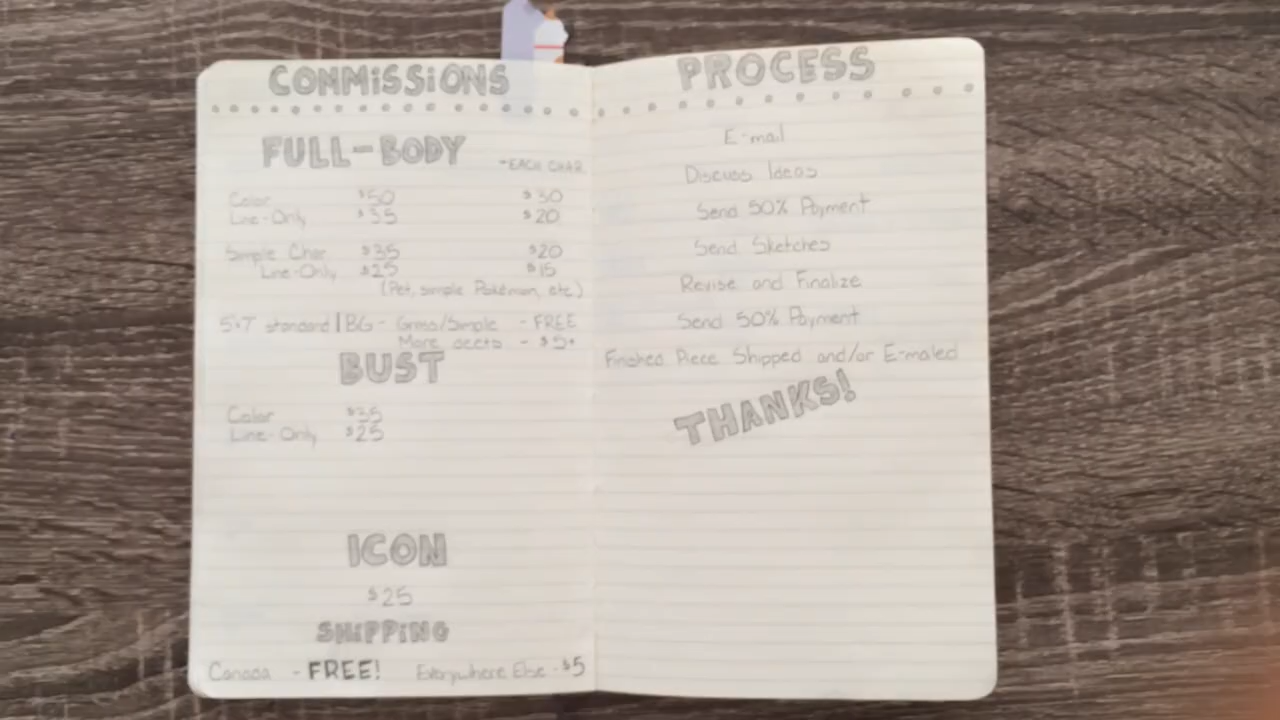 COMMISSIONS
FULL-BODY
-EACH CHAR
Color $50 $30
Line-Only $35 $20
Simple Char $35 $20
Line-Only $25 $15
(Pet, simple Pokémon, etc.)
5x7 standard | BG - Grass/Simple - FREE
More - $5+
BUST
Color
Line-Only $25
ICON
$25
SHIPPING
Canada - FREE! Everywhere Else - $5
PROCESS
E-mail
Discuss Ideas
Send 50% Payment
Send Sketches
Revise and Finalize
Send 50% Payment
Finished Piece Shipped and/or E-mailed
THANKS!